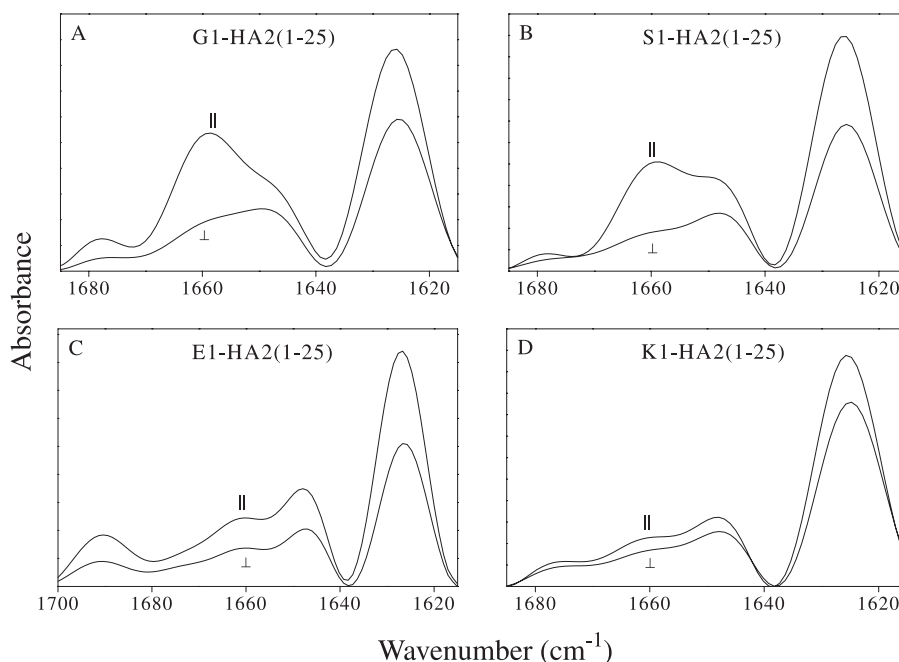 A
G1-HA2(1-25)
||
⊥
1680 1660 1640 1620
B
S1-HA2(1-25)
||
⊥
1680 1660 1640 1620
C
E1-HA2(1-25)
||
⊥
1700 1680 1660 1640 1620
D
K1-HA2(1-25)
||
⊥
1680 1660 1640 1620
Absorbance
Wavenumber (cm⁻¹)